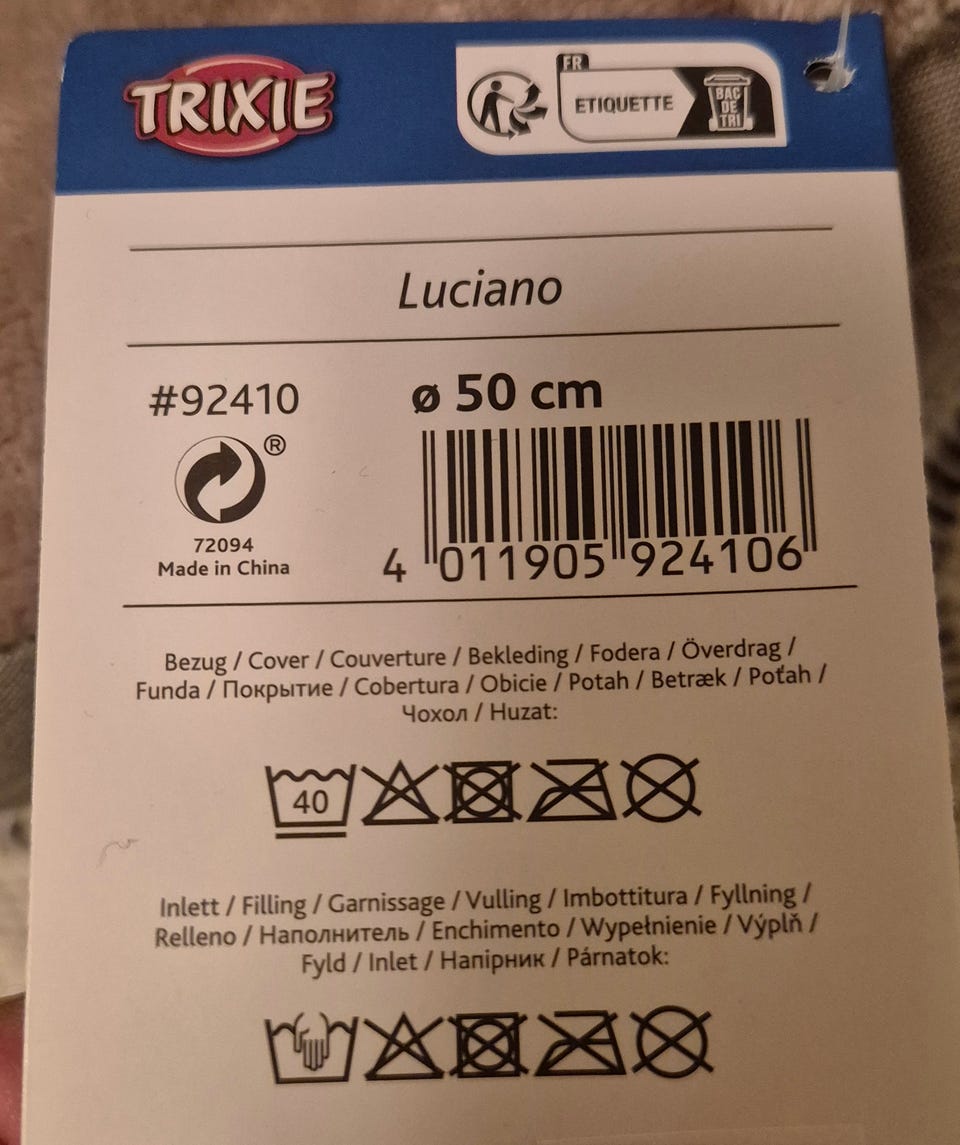 TRIXIE
FR
ETIQUETTE
BAC
DE
TRI
Luciano
#92410
ø 50 cm
®
72094
Made in China
4 011905 924106
Bezug / Cover / Couverture / Bekleding / Fodera / Överdrag /
Funda / Покрытие / Cobertura / Obicie / Potah / Betræk / Poťah /
Чохол / Huzat:
40
Inlett / Filling / Garnissage / Vulling / Imbottitura / Fyllning /
Relleno / Наполнитель / Enchimento / Wypełnienie / Výplň /
Fyld / Inlet / Напірник / Párnatok: